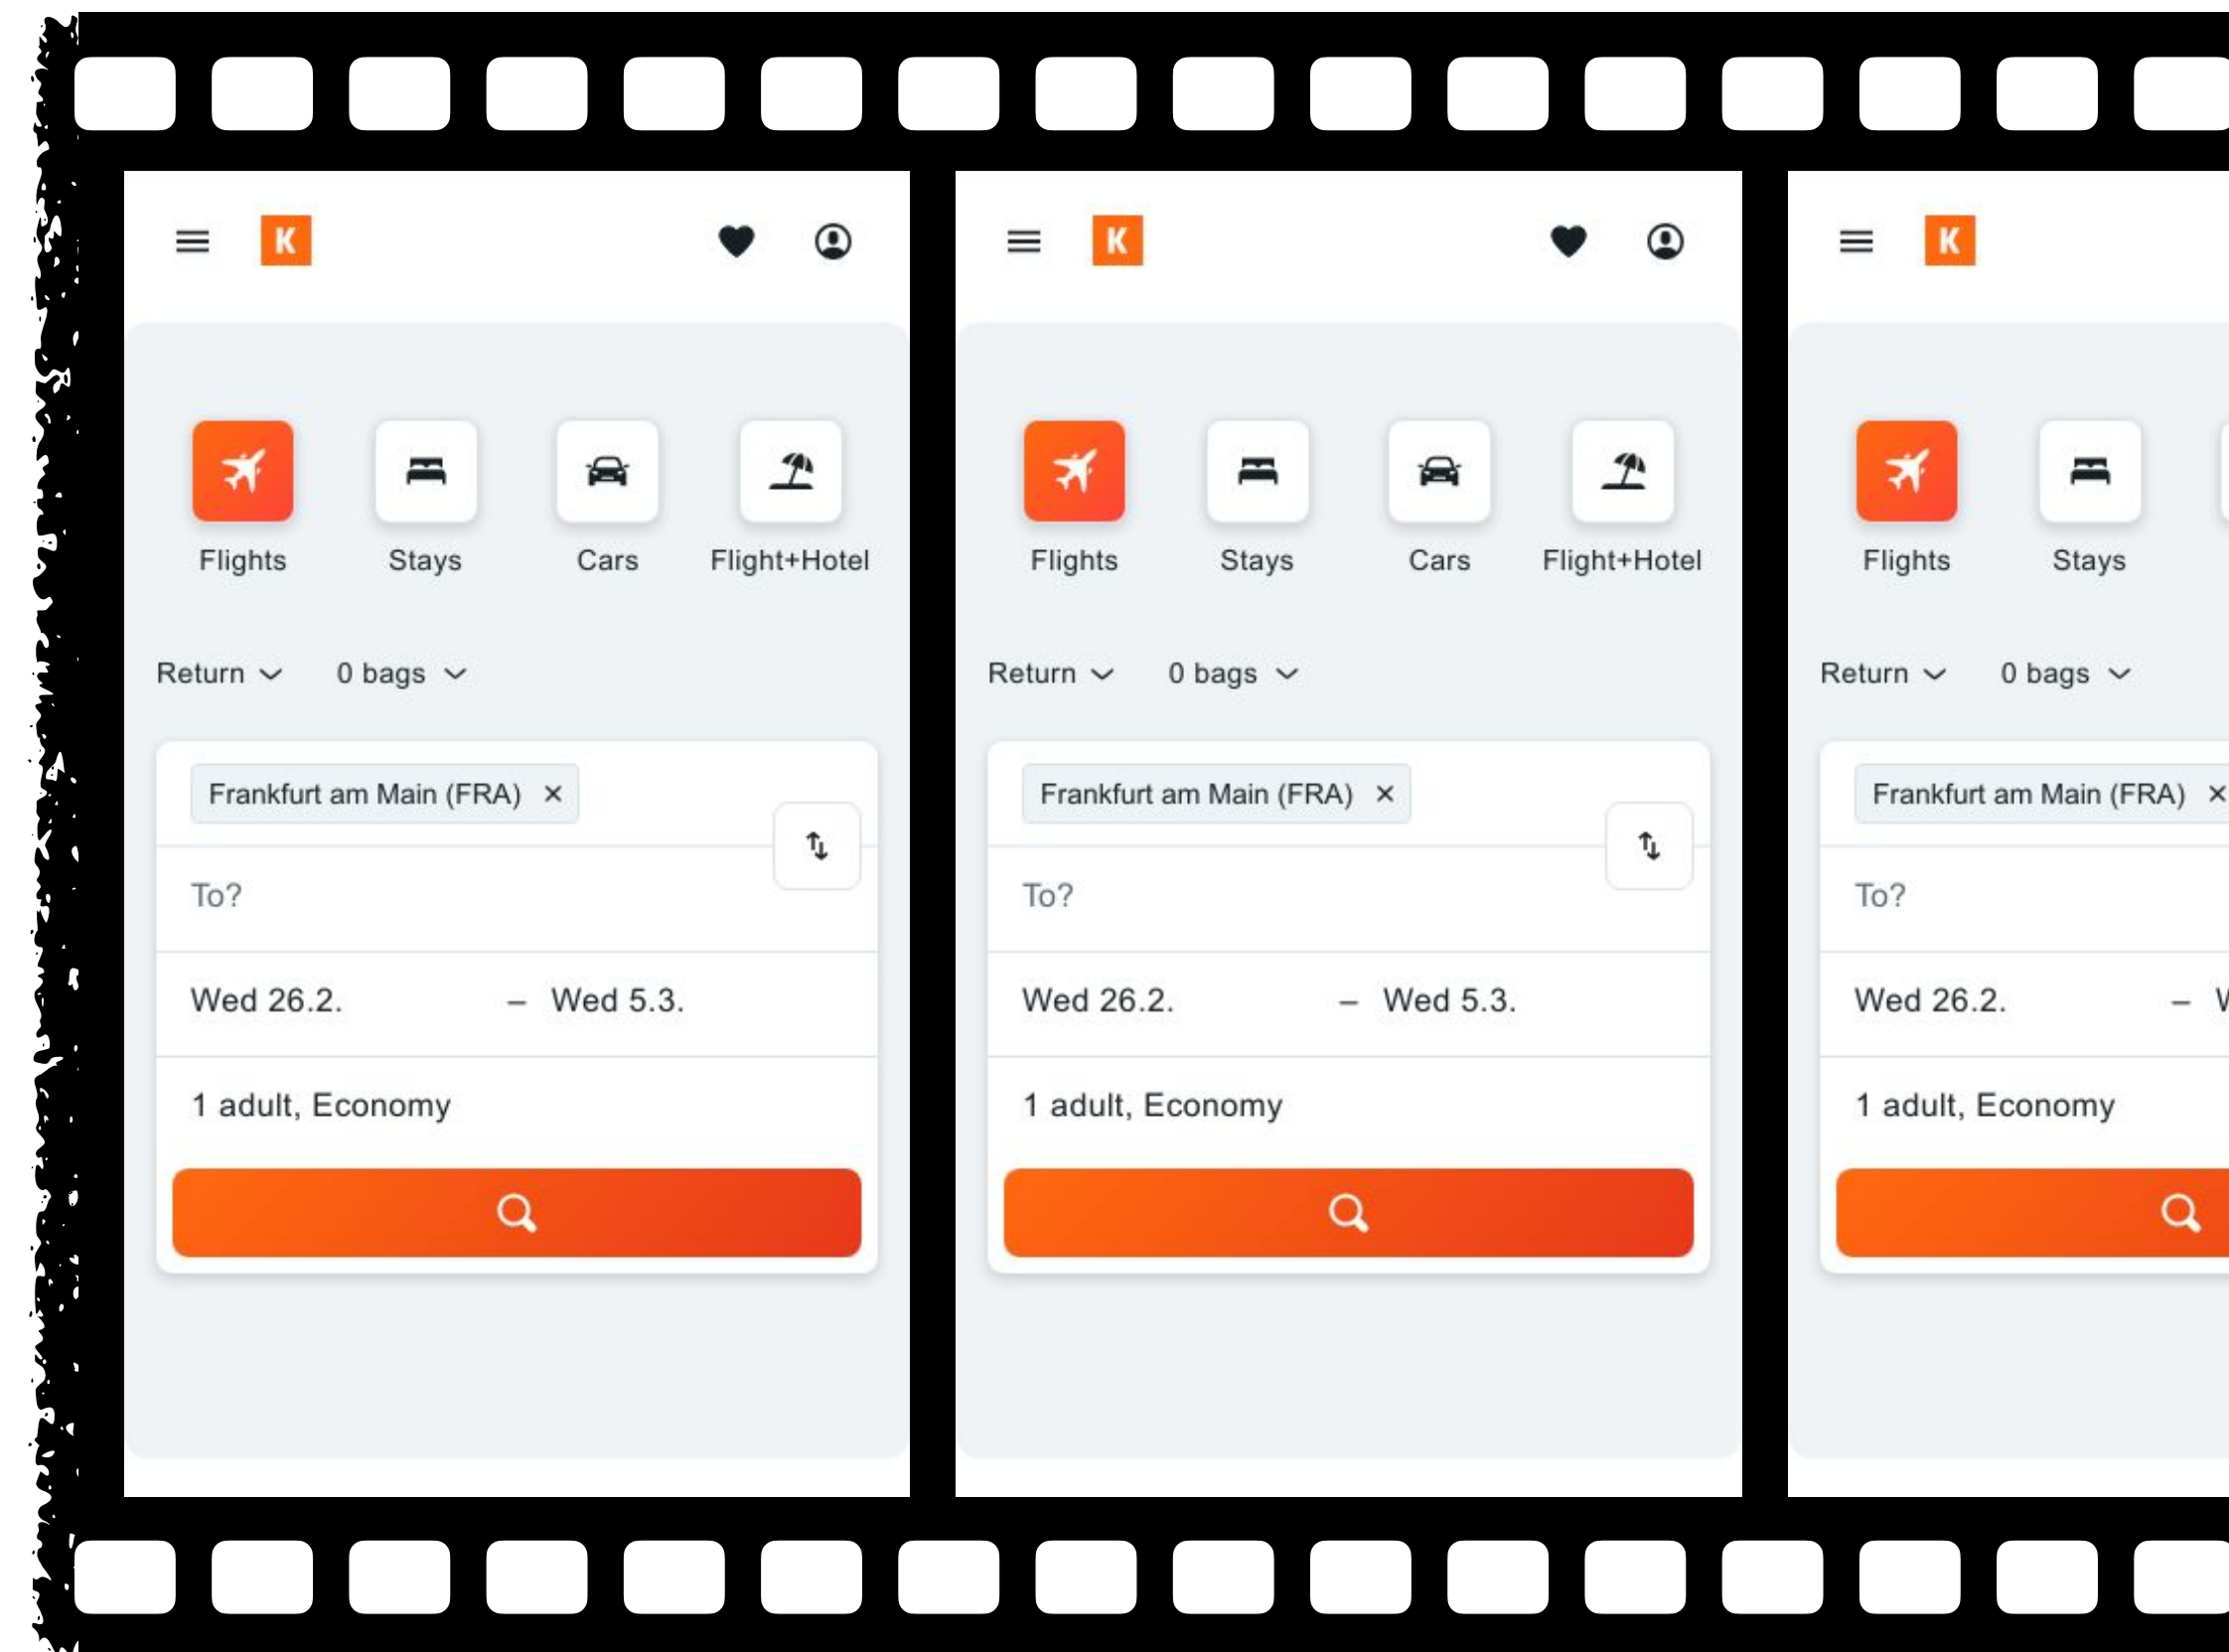 K
Flights Stays Cars Flight+Hotel
Return 0 bags
Frankfurt am Main (FRA) ×
To?
Wed 26.2. – Wed 5.3.
1 adult, Economy
K
Flights Stays Cars Flight+Hotel
Return 0 bags
Frankfurt am Main (FRA) ×
To?
Wed 26.2. – Wed 5.3.
1 adult, Economy
K
Flights Stays
Return 0 bags
Frankfurt am Main (FRA) ×
To?
Wed 26.2. –
1 adult, Economy